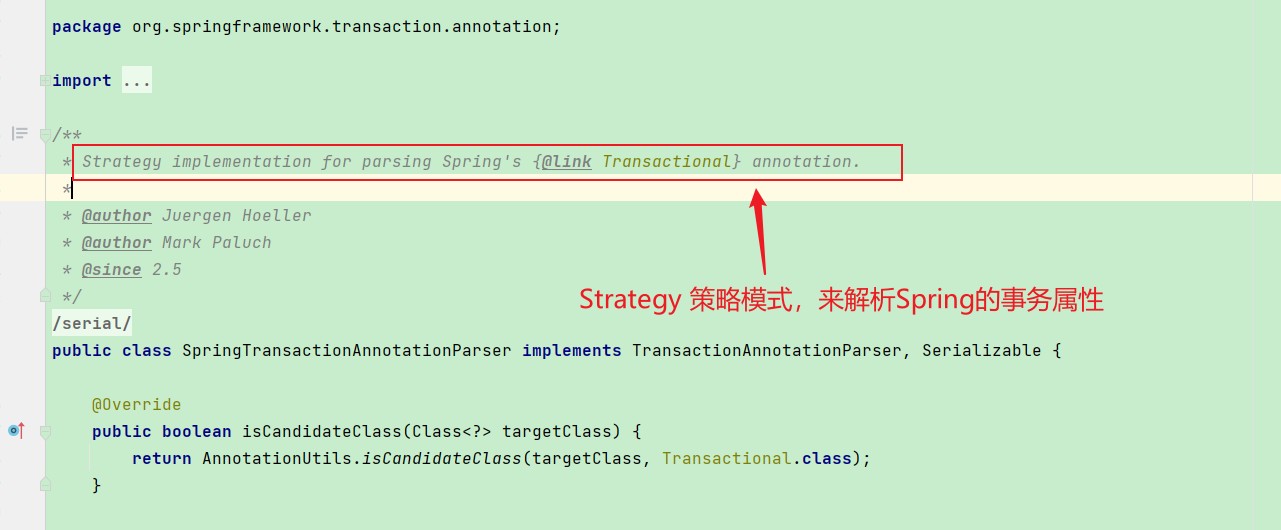 package org.springframework.transaction.annotation;
import ...
/**
* Strategy implementation for parsing Spring's {@link Transactional} annotation.
*
* @author Juergen Hoeller
* @author Mark Paluch
* @since 2.5
*/
Strategy 策略模式，来解析Spring的事务属性
/serial/
public class SpringTransactionAnnotationParser implements TransactionAnnotationParser, Serializable {
@Override
public boolean isCandidateClass(Class<?> targetClass) {
return AnnotationUtils.isCandidateClass(targetClass, Transactional.class);
}